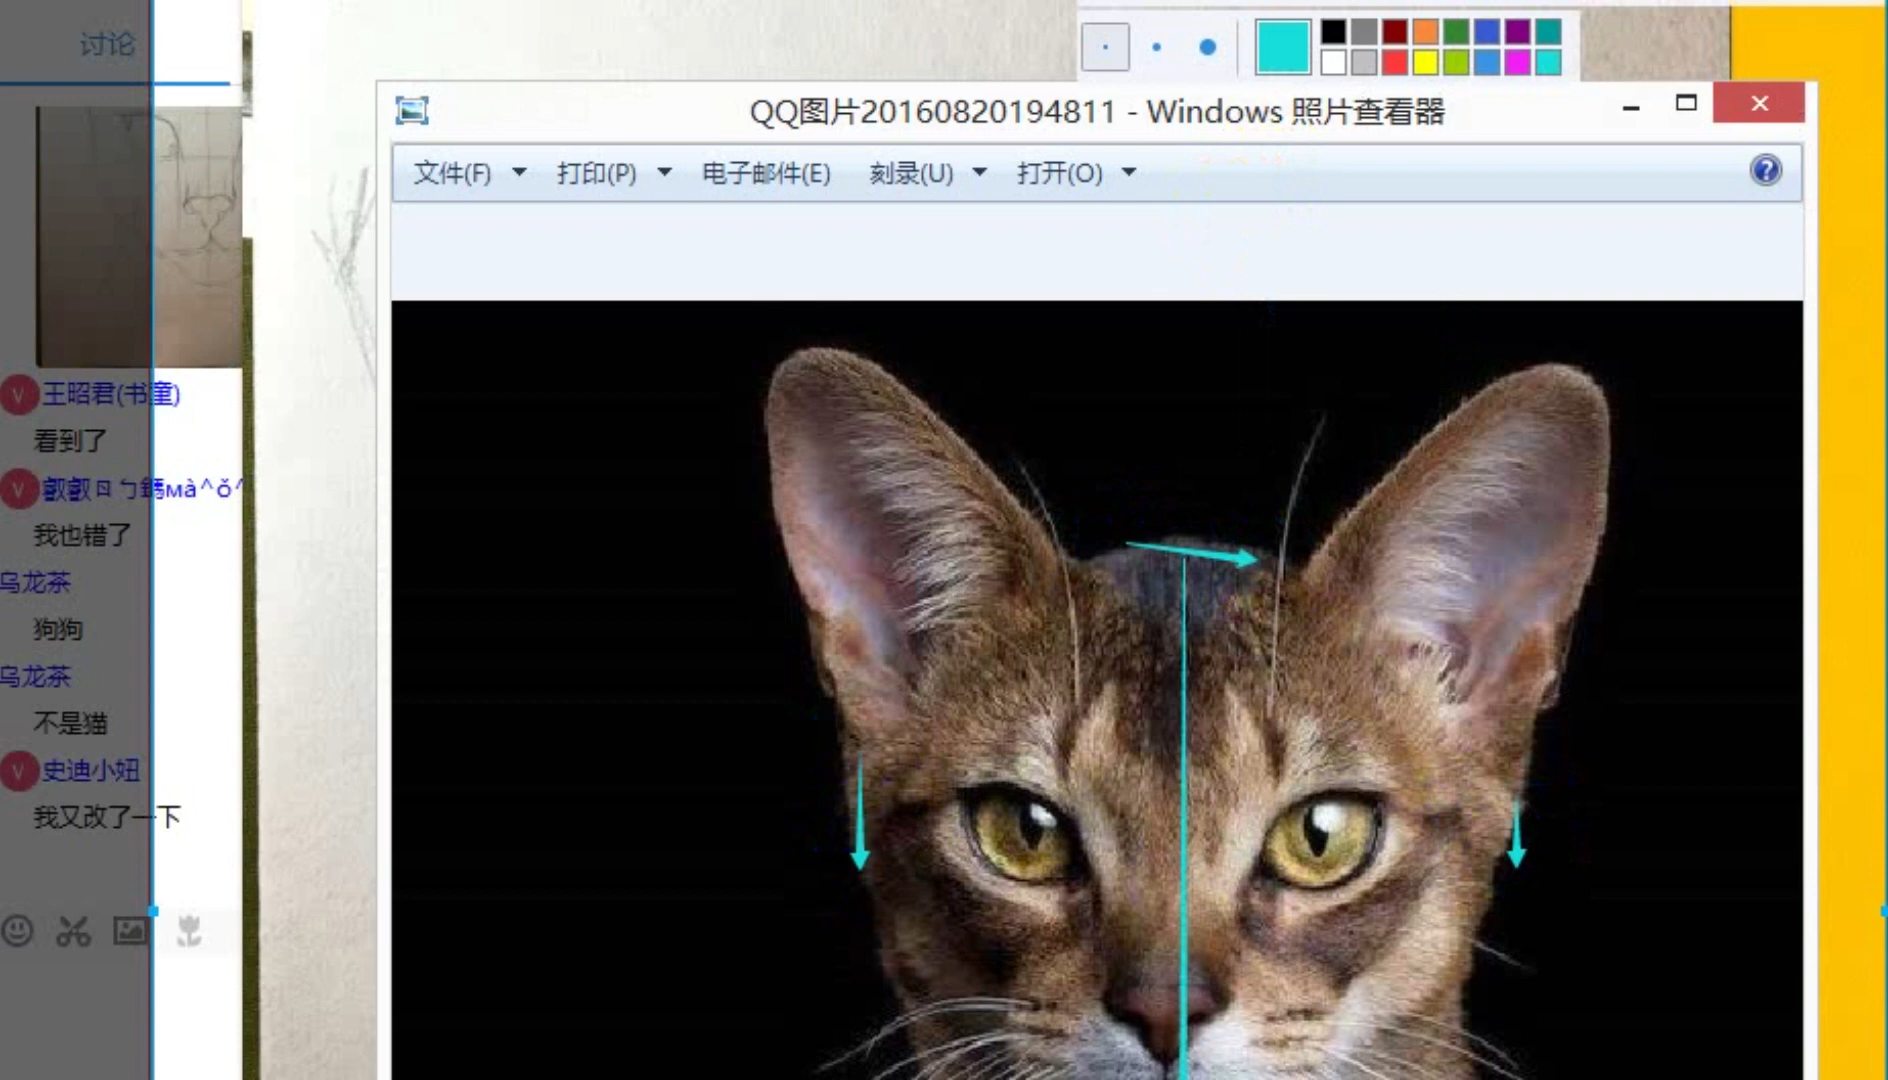 讨论
QQ图片20160820194811 - Windows 照片查看器
文件(F) 打印(P) 电子邮件(E) 刻录(U) 打开(O)
V 王昭君(书童)
看到了
V
我也错了
乌龙茶
狗狗
乌龙茶
不是猫
V 史迪小妞
我又改了一下